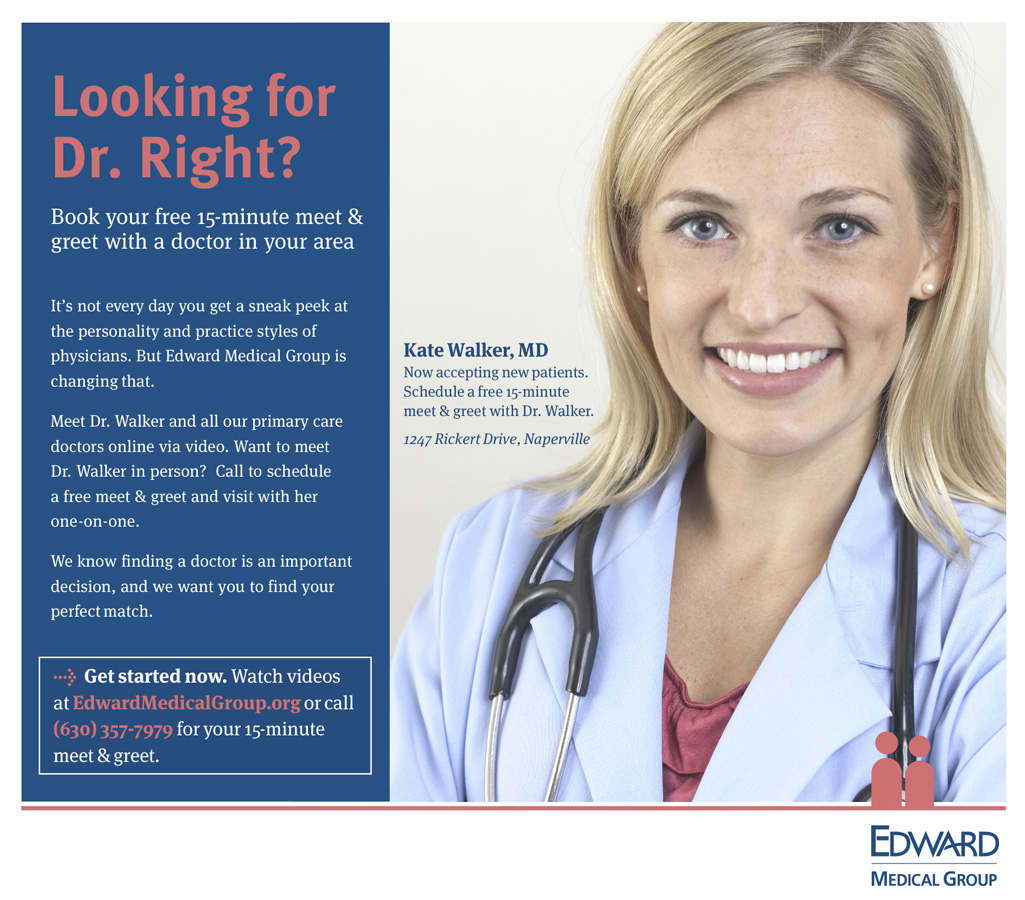 Looking for
Dr. Right?
Book your free 15-minute meet &
greet with a doctor in your area
It's not every day you get a sneak peek at
the personality and practice styles of
physicians. But Edward Medical Group is
changing that.
Meet Dr. Walker and all our primary care
doctors online via video. Want to meet
Dr. Walker in person?  Call to schedule
a free meet & greet and visit with her
one-on-one.
We know finding a doctor is an important
decision, and we want you to find your
perfect match.
Get started now. Watch videos
at EdwardMedicalGroup.org or call
(630) 357-7979 for your 15-minute
meet & greet.
Kate Walker, MD
Now accepting new patients.
Schedule a free 15-minute
meet & greet with Dr. Walker.
1247 Rickert Drive, Naperville
EDWARD
MEDICAL GROUP